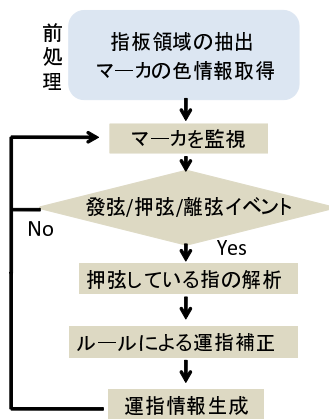 前処理
指板領域の抽出
マーカの色情報取得
マーカを監視
發弦/押弦/離弦イベント
No
Yes
押弦している指の解析
ルールによる運指補正
運指情報生成